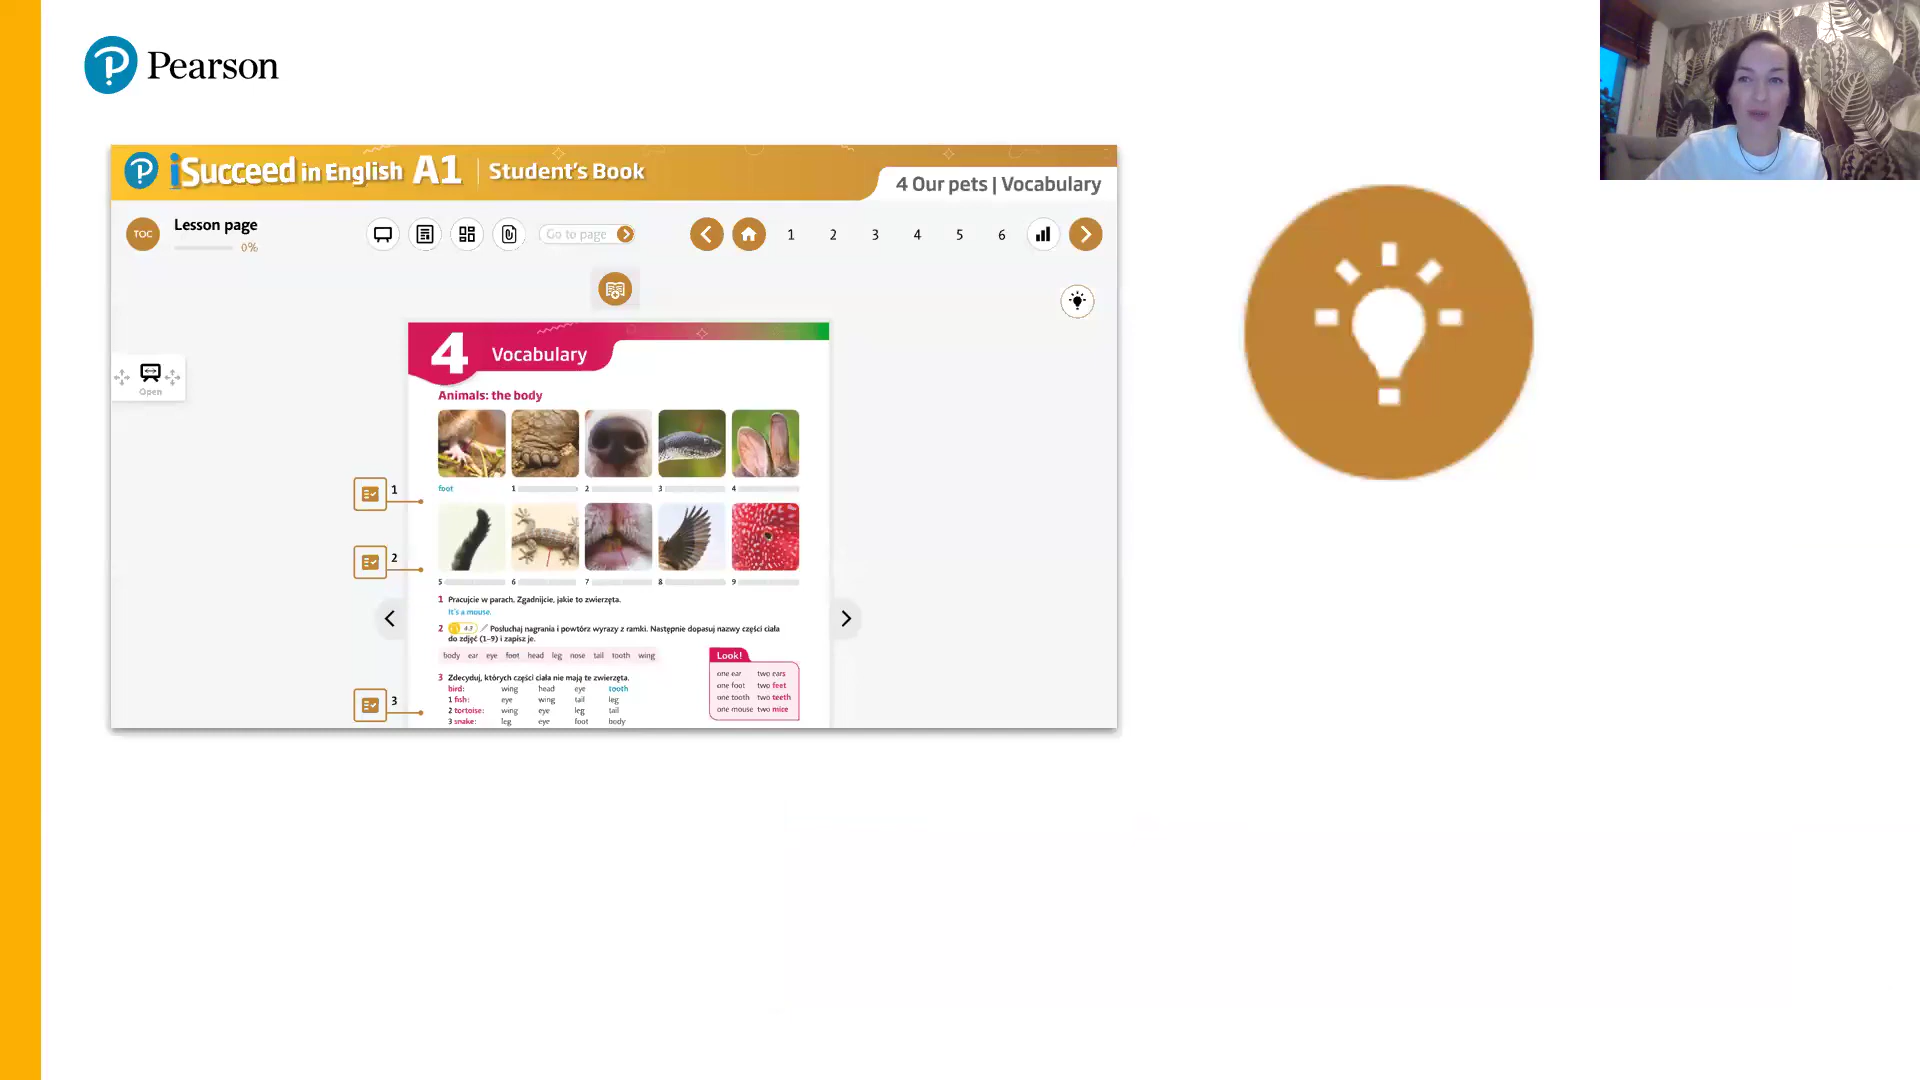 Pearson
iSucceed in English A1 | Student's Book
4 Our pets | Vocabulary
TOC
Lesson page
0%
Go to page
1 2 3 4 5 6
Open
4 Vocabulary
Animals: the body
foot 1 2 3 4
5 6 7 8 9
1
2
3
1 Pracujcie w parach. Zgadnijcie, jakie to zwierzęta.
It's a mouse.
2 4.3 Posłuchaj nagrania i powtórz wyrazy z ramki. Następnie dopasuj nazwy części ciała
do zdjęć (1–9) i zapisz je.
body ear eye foot head leg nose tail tooth wing
3 Zdecyduj, których części ciała nie mają te zwierzęta.
bird: wing head eye tooth
1 fish: eye wing tail leg
2 tortoise: wing eye leg tail
3 snake: leg eye foot body
Look!
one ear two ears
one foot two feet
one tooth two teeth
one mouse two mice